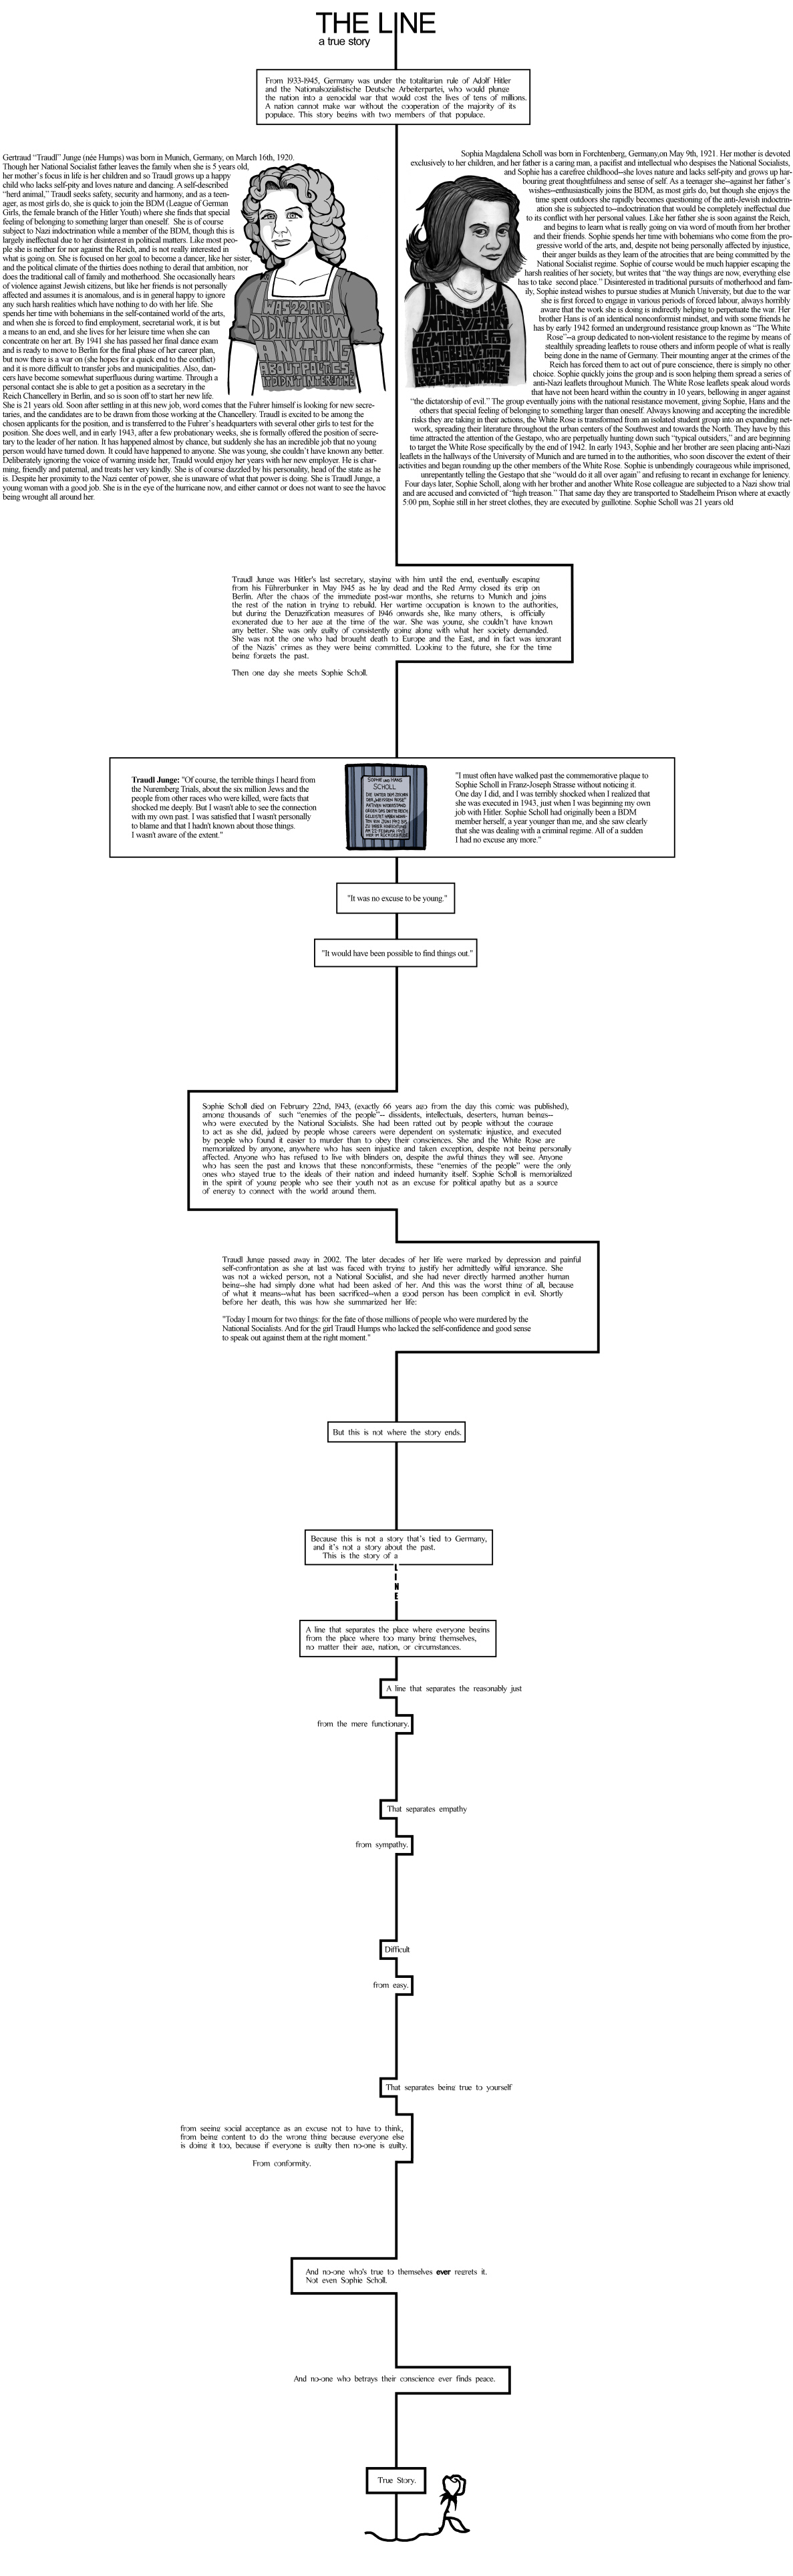 THE LINE
a true story
From 1933-1945, Germany was under the totalitarian rule of Adolf Hitler
and the Nationalsozialistische Deutsche Arbeiterpartei, who would plunge
the nation into a genocidal war that would cost the lives of tens of millions.
A nation cannot make war without the cooperation of the majority of its
populace. This story begins with two members of that populace.
Gertraud “Traudl” Junge (née Humps) was born in Munich, Germany, on March 16th, 1920.
Though her National Socialist father leaves the family when she is 5 years old,
her mother's focus in life is her children and so Traudl grows up a happy
child who lacks self-pity and loves nature and dancing. A self-described
“herd animal,” Traudl seeks safety, security and harmony, and as a teen-
ager, as most girls do, she is quick to join the BDM (League of German
Girls, the female branch of the Hitler Youth) where she finds that special
feeling of belonging to something larger than oneself. She is of course
subject to Nazi indoctrination while a member of the BDM, though this is
largely ineffectual due to her disinterest in political matters. Like most peo-
ple she is neither for nor against the Reich, and is not really interested in
what is going on. She is focused on her goal to become a dancer, like her sister,
and the political climate of the thirties does nothing to derail that ambition, nor
does the traditional call of family and motherhood. She occasionally hears
of violence against Jewish citizens, but like her friends is not personally
affected and assumes it is anomalous, and is in general happy to ignore
any such harsh realities which have nothing to do with her life. She
spends her time with bohemians in the self-contained world of the arts,
and when she is forced to find employment, secretarial work, it is but
a means to an end, and she lives for her leisure time when she can
concentrate on her art. By 1941 she has passed her final dance exam
and is ready to move to Berlin for the final phase of her career plan,
but now there is a war on (she hopes for a quick end to the conflict)
and it is more difficult to transfer jobs and municipalities. Also, dan-
cers have become somewhat superfluous during wartime. Through a
personal contact she is able to get a position as a secretary in the
Reich Chancellery in Berlin, and so is soon off to start her new life.
She is 21 years old. Soon after settling in at this new job, word comes that the Fuhrer himself is looking for new secre-
taries, and the candidates are to be drawn from those working at the Chancellery. Traudl is excited to be among the
chosen applicants for the position, and is transferred to the Fuhrer's headquarters with several other girls to test for the
position. She does well, and in early 1943, after a few probationary weeks, she is formally offered the position of secre-
tary to the leader of her nation. It has happened almost by chance, but suddenly she has an incredible job that no young
person would have turned down. It could have happened to anyone. She was young, she couldn't have known any better.
Deliberately ignoring the voice of warning inside her, Trauld would enjoy her years with her new employer. He is char-
ming, friendly and paternal, and treats her very kindly. She is of course dazzled by his personality, head of the state as he
is. Despite her proximity to the Nazi center of power, she is unaware of what that power is doing. She is Traudl Junge, a
young woman with a good job. She is in the eye of the hurricane now, and either cannot or does not want to see the havoc
being wrought all around her.
I WAS 22 AND
I DIDN'T KNOW
ANYTHING
ABOUT POLITICS
IT DIDN'T INTEREST ME
Sophia Magdalena Scholl was born in Forchtenberg, Germany,on May 9th, 1921. Her mother is devoted
exclusively to her children, and her father is a caring man, a pacifist and intellectual who despises the National Socialists,
and Sophie has a carefree childhood--she loves nature and lacks self-pity and grows up har-
bouring great thoughtfulness and sense of self. As a teenager she--against her father's
wishes--enthusiastically joins the BDM, as most girls do, but though she enjoys the
time spent outdoors she rapidly becomes questioning of the anti-Jewish indoctrin-
ation she is subjected to--indoctrination that would be completely ineffectual due
to its conflict with her personal values. Like her father she is soon against the Reich,
and begins to learn what is really going on via word of mouth from her brother
and their friends. Sophie spends her time with bohemians who come from the pro-
gressive world of the arts, and, despite not being personally affected by injustice,
their anger builds as they learn of the atrocities that are being committed by the
National Socialist regime. Sophie of course would be much happier escaping the
harsh realities of her society, but writes that “the way things are now, everything else
has to take second place.” Disinterested in traditional pursuits of motherhood and fam-
ily, Sophie instead wishes to pursue studies at Munich University, but due to the war
she is first forced to engage in various periods of forced labour, always horribly
aware that the work she is doing is indirectly helping to perpetuate the war. Her
brother Hans is of an identical nonconformist mindset, and with some friends he
has by early 1942 formed an underground resistance group known as “The White
Rose”--a group dedicated to non-violent resistance to the regime by means of
stealthily spreading leaflets to rouse others and inform people of what is really
being done in the name of Germany. Their mounting anger at the crimes of the
Reich has forced them to act out of pure conscience, there is simply no other
choice. Sophie quickly joins the group and is soon helping them spread a series of
anti-Nazi leaflets throughout Munich. The White Rose leaflets speak aloud words
that have not been heard within the country in 10 years, bellowing in anger against
“the dictatorship of evil.” The group eventually joins with the national resistance movement, giving Sophie, Hans and the
others that special feeling of belonging to something larger than oneself. Always knowing and accepting the incredible
risks they are taking in their actions, the White Rose is transformed from an isolated student group into an expanding net-
work, spreading their literature throughout the urban centers of the Southwest and towards the North. They have by this
time attracted the attention of the Gestapo, who are perpetually hunting down such “typical outsiders,” and are beginning
to target the White Rose specifically by the end of 1942. In early 1943, Sophie and her brother are seen placing anti-Nazi
leaflets in the hallways of the University of Munich and are turned in to the authorities, who soon discover the extent of their
activities and began rounding up the other members of the White Rose. Sophie is unbendingly courageous while imprisoned,
unrepentantly telling the Gestapo that she “would do it all over again” and refusing to recant in exchange for leniency.
Four days later, Sophie Scholl, along with her brother and another White Rose colleague are subjected to a Nazi show trial
and are accused and convicted of “high treason.” That same day they are transported to Stadelheim Prison where at exactly
5:00 pm, Sophie still in her street clothes, they are executed by guillotine. Sophie Scholl was 21 years old
Traudl Junge was Hitler's last secretary, staying with him until the end, eventually escaping
from his Führerbunker in May 1945 as he lay dead and the Red Army closed its grip on
Berlin. After the chaos of the immediate post-war months, she returns to Munich and joins
the rest of the nation in trying to rebuild. Her wartime occupation is known to the authorities,
but during the Denazification measures of 1946 onwards she, like many others, is officially
exonerated due to her age at the time of the war. She was young, she couldn't have known
any better. She was only guilty of consistently going along with what her society demanded.
She was not the one who had brought death to Europe and the East, and in fact was ignorant
of the Nazis' crimes as they were being committed. Looking to the future, she for the time
being forgets the past.
Then one day she meets Sophie Scholl.
Traudl Junge: "Of course, the terrible things I heard from
the Nuremberg Trials, about the six million Jews and the
people from other races who were killed, were facts that
shocked me deeply. But I wasn't able to see the connection
with my own past. I was satisfied that I wasn't personally
to blame and that I hadn't known about those things.
I wasn't aware of the extent."
SOPHIE UND HANS
SCHOLL
"I must often have walked past the commemorative plaque to
Sophie Scholl in Franz-Joseph Strasse without noticing it.
One day I did, and I was terribly shocked when I realized that
she was executed in 1943, just when I was beginning my own
job with Hitler. Sophie Scholl had originally been a BDM
member herself, a year younger than me, and she saw clearly
that she was dealing with a criminal regime. All of a sudden
I had no excuse any more."
"It was no excuse to be young."
"It would have been possible to find things out."
Sophie Scholl died on February 22nd, 1943, (exactly 66 years ago from the day this comic was published),
among thousands of such “enemies of the people”-- dissidents, intellectuals, deserters, human beings--
who were executed by the National Socialists. She had been ratted out by people without the courage
to act as she did, judged by people whose careers were dependent on systematic injustice, and executed
by people who found it easier to murder than to obey their consciences. She and the White Rose are
memorialized by anyone, anywhere who has seen injustice and taken exception, despite not being personally
affected. Anyone who has refused to live with blinders on, despite the awful things they will see. Anyone
who has seen the past and knows that these nonconformists, these “enemies of the people” were the only
ones who stayed true to the ideals of their nation and indeed humanity itself. Sophie Scholl is memorialized
in the spirit of young people who see their youth not as an excuse for political apathy but as a source
of energy to connect with the world around them.
Traudl Junge passed away in 2002. The later decades of her life were marked by depression and painful
self-confrontation as she at last was faced with trying to justify her admittedly wilful ignorance. She
was not a wicked person, not a National Socialist, and she had never directly harmed another human
being--she had simply done what had been asked of her. And this was the worst thing of all, because
of what it means--what has been sacrificed--when a good person has been complicit in evil. Shortly
before her death, this was how she summarized her life:
"Today I mourn for two things: for the fate of those millions of people who were murdered by the
National Socialists. And for the girl Traudl Humps who lacked the self-confidence and good sense
to speak out against them at the right moment."
But this is not where the story ends.
Because this is not a story that's tied to Germany,
and it's not a story about the past.
This is the story of a
L
I
N
E
A line that separates the place where everyone begins
from the place where too many bring themselves,
no matter their age, nation, or circumstances.
A line that separates the reasonably just
from the mere functionary.
That separates empathy
from sympathy.
Difficult
from easy.
That separates being true to yourself
from seeing social acceptance as an excuse not to have to think,
from being content to do the wrong thing because everyone else
is doing it too, because if everyone is guilty then no-one is guilty.
From conformity.
And no-one who's true to themselves ever regrets it.
Not even Sophie Scholl.
And no-one who betrays their conscience ever finds peace.
True Story.